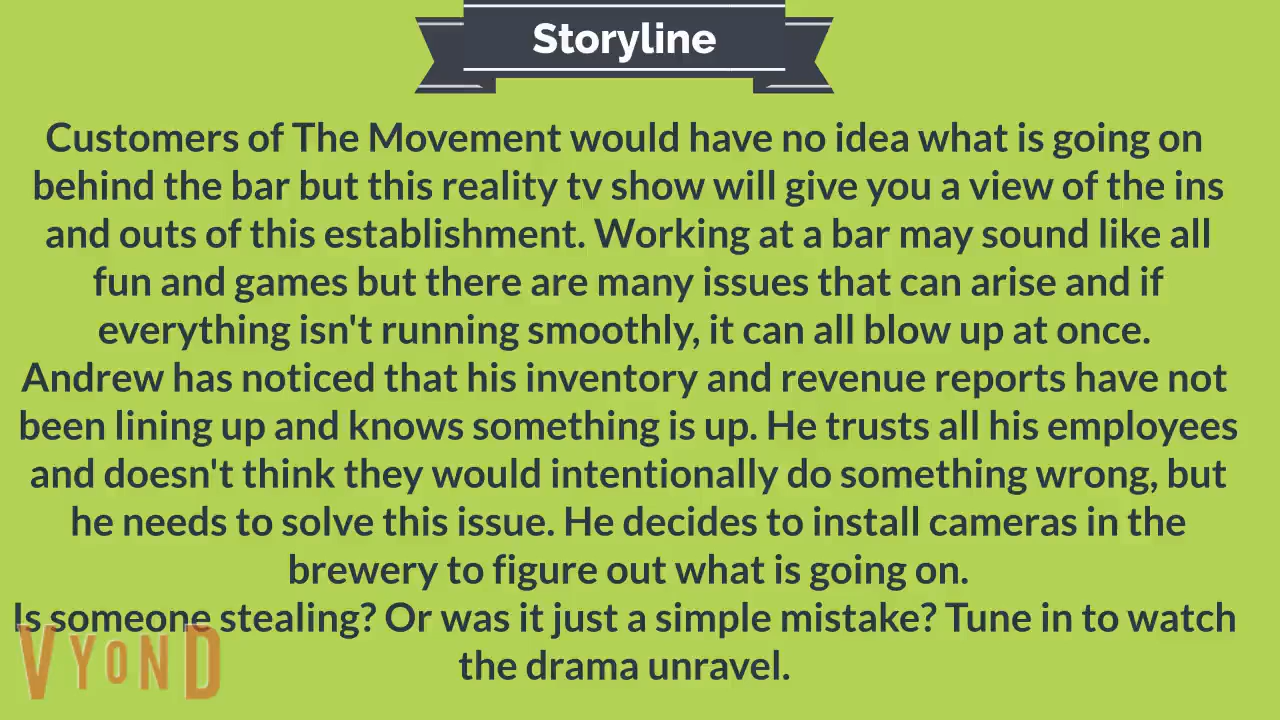 Storyline
Customers of The Movement would have no idea what is going on
behind the bar but this reality tv show will give you a view of the ins
and outs of this establishment. Working at a bar may sound like all
fun and games but there are many issues that can arise and if
everything isn't running smoothly, it can all blow up at once.
Andrew has noticed that his inventory and revenue reports have not
been lining up and knows something is up. He trusts all his employees
and doesn't think they would intentionally do something wrong, but
he needs to solve this issue. He decides to install cameras in the
brewery to figure out what is going on.
Is someone stealing? Or was it just a simple mistake? Tune in to watch
the drama unravel.
VYOND